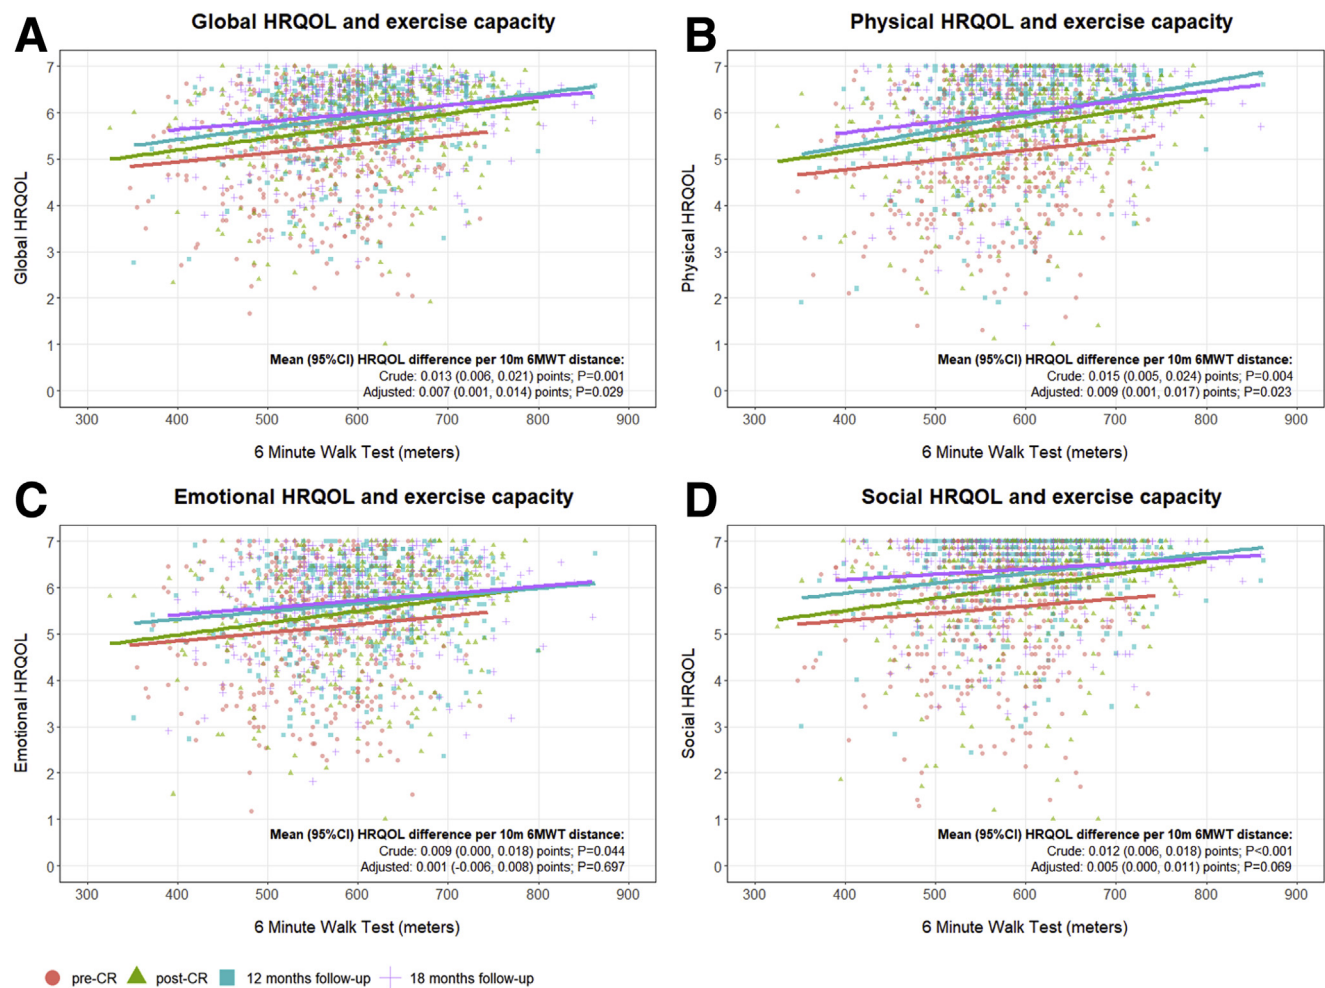 A
Global HRQOL and exercise capacity
Global HRQOL
7
6
5
4
3
2
1
0
Mean (95%CI) HRQOL difference per 10m 6MWT distance:
Crude: 0.013 (0.006, 0.021) points; P=0.001
Adjusted: 0.007 (0.001, 0.014) points; P=0.029
300 400 500 600 700 800 900
6 Minute Walk Test (meters)
B
Physical HRQOL and exercise capacity
Physical HRQOL
7
6
5
4
3
2
1
0
Mean (95%CI) HRQOL difference per 10m 6MWT distance:
Crude: 0.015 (0.005, 0.024) points; P=0.004
Adjusted: 0.009 (0.001, 0.017) points; P=0.023
300 400 500 600 700 800 900
6 Minute Walk Test (meters)
C
Emotional HRQOL and exercise capacity
Emotional HRQOL
7
6
5
4
3
2
1
0
Mean (95%CI) HRQOL difference per 10m 6MWT distance:
Crude: 0.009 (0.000, 0.018) points; P=0.044
Adjusted: 0.001 (-0.006, 0.008) points; P=0.697
300 400 500 600 700 800 900
6 Minute Walk Test (meters)
D
Social HRQOL and exercise capacity
Social HRQOL
7
6
5
4
3
2
1
0
Mean (95%CI) HRQOL difference per 10m 6MWT distance:
Crude: 0.012 (0.006, 0.018) points; P<0.001
Adjusted: 0.005 (0.000, 0.011) points; P=0.069
300 400 500 600 700 800 900
6 Minute Walk Test (meters)
pre-CR post-CR 12 months follow-up 18 months follow-up